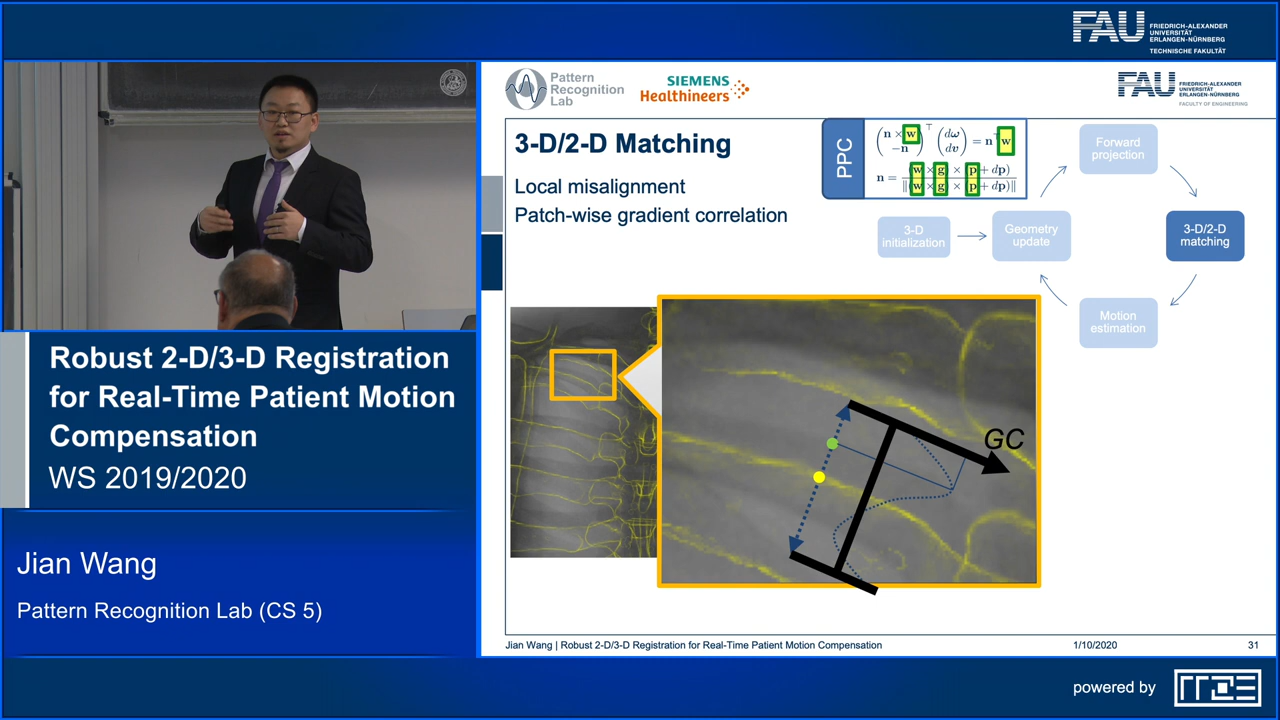 FAU
FRIEDRICH-ALEXANDER
UNIVERSITÄT
ERLANGEN-NÜRNBERG
TECHNISCHE FAKULTÄT
Pattern
Recognition
Lab
SIEMENS
Healthineers
FAU
FRIEDRICH-ALEXANDER
UNIVERSITÄT
ERLANGEN-NÜRNBERG
FACULTY OF ENGINEERING
3-D/2-D Matching
Local misalignment
Patch-wise gradient correlation
PPC
(n × w −n)⊤ (dω dv) = n⊤w
n = (w × g × (p + dp)) / ‖(w × g × (p + dp)‖
Forward
projection
3-D
initialization
Geometry
update
3-D/2-D
matching
Motion
estimation
GC
Jian Wang | Robust 2-D/3-D Registration for Real-Time Patient Motion Compensation
1/10/2020
31
Robust 2-D/3-D Registration
for Real-Time Patient Motion
Compensation
WS 2019/2020
Jian Wang
Pattern Recognition Lab (CS 5)
powered by